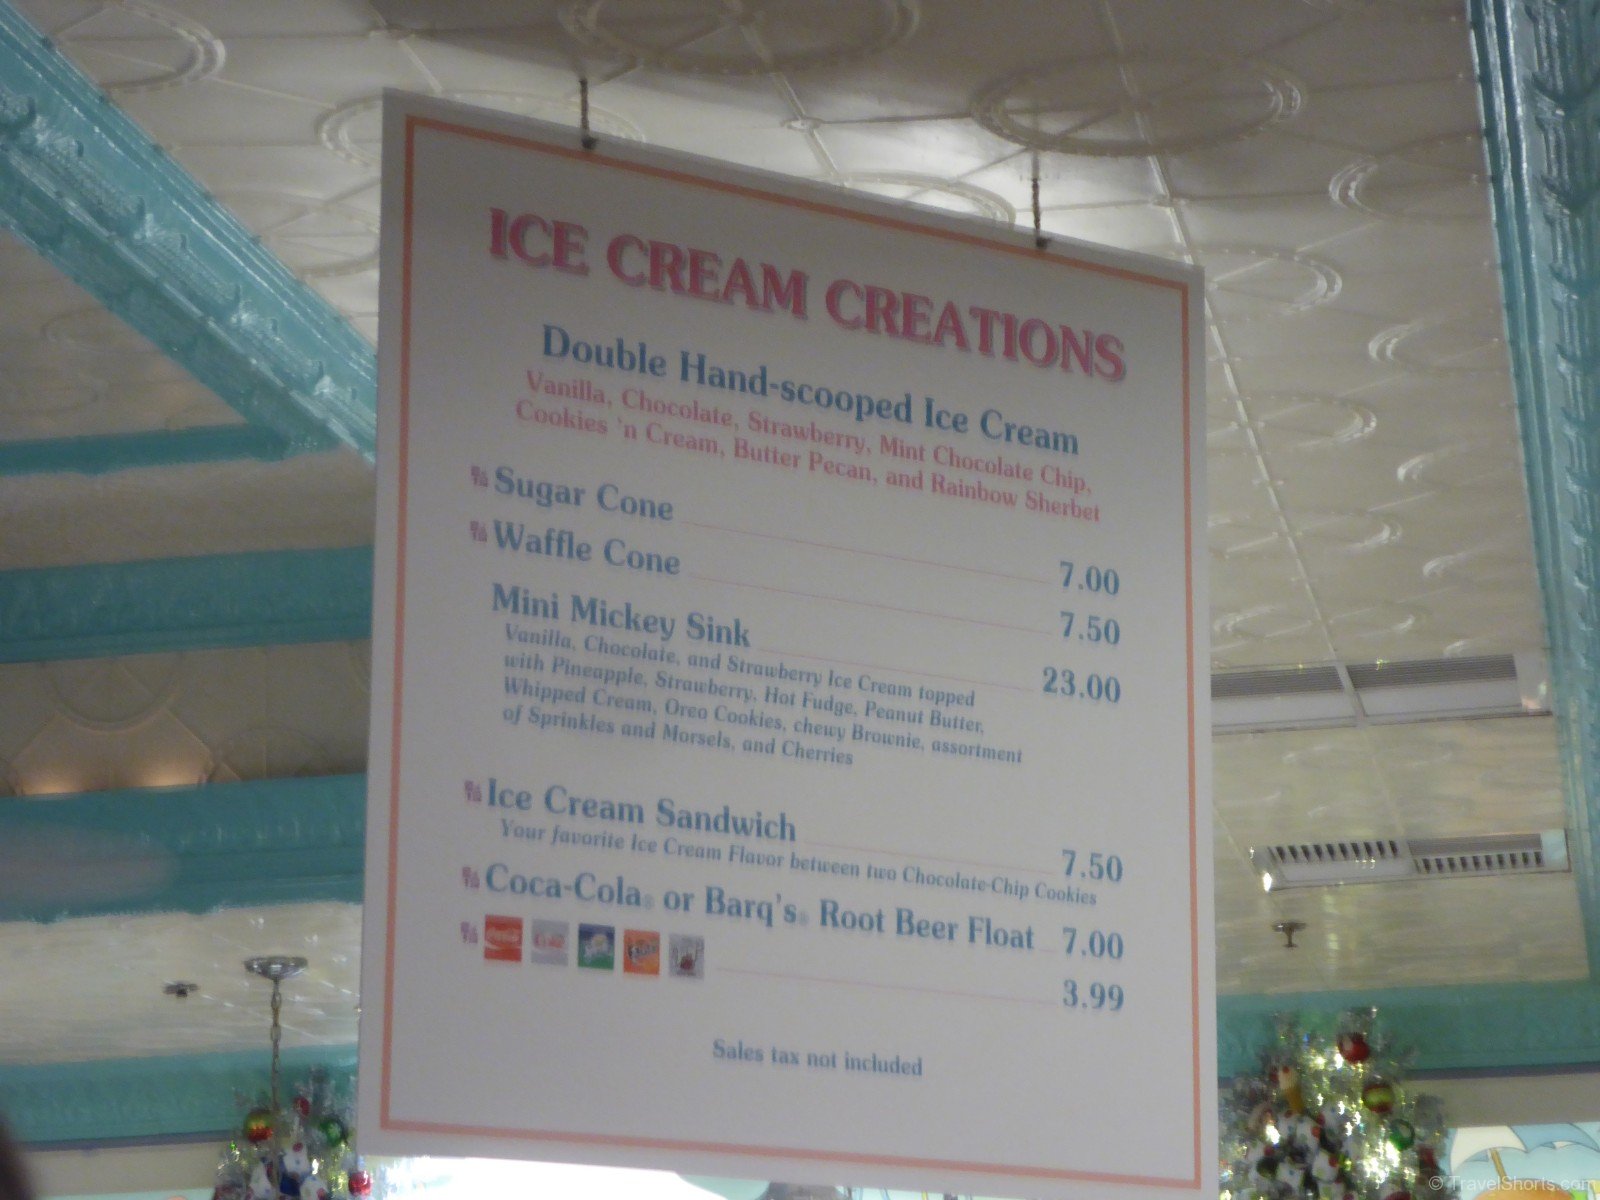 ICE CREAM CREATIONS
Double Hand-scooped Ice Cream
Vanilla, Chocolate, Strawberry, Mint Chocolate Chip,
Cookies 'n Cream, Butter Pecan, and Rainbow Sherbet
Sugar Cone 7.00
Waffle Cone 7.50
Mini Mickey Sink 23.00
Vanilla, Chocolate, and Strawberry Ice Cream topped
with Pineapple, Strawberry, Hot Fudge, Peanut Butter,
Whipped Cream, Oreo Cookies, chewy Brownie, assortment
of Sprinkles and Morsels, and Cherries
Ice Cream Sandwich 7.50
Your favorite Ice Cream Flavor between two Chocolate-Chip Cookies
Coca-Cola® or Barq's® Root Beer Float 7.00
3.99
Sales tax not included
© TravelShorts.com